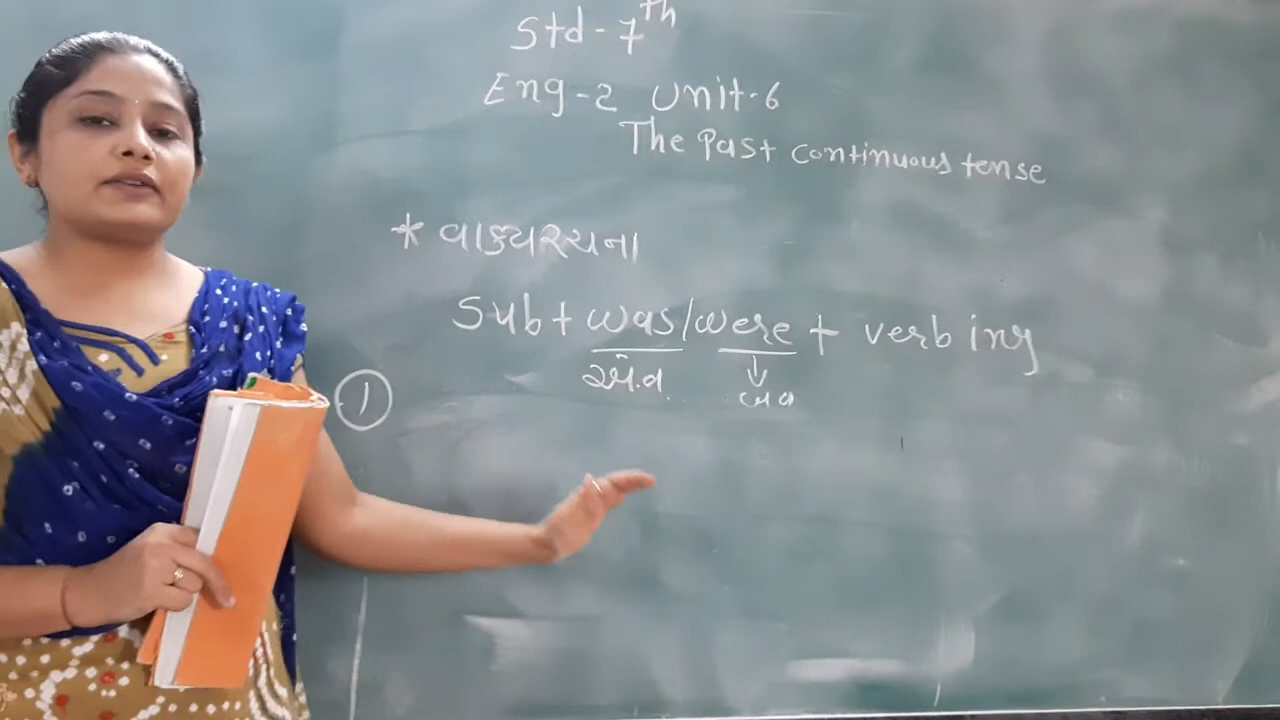 Std-7th
Eng-2 Unit-6
The Past continuous tense
* વાક્યરચના
Sub + was/were + verb ing
એ.વ. ↓
બ.વ
①